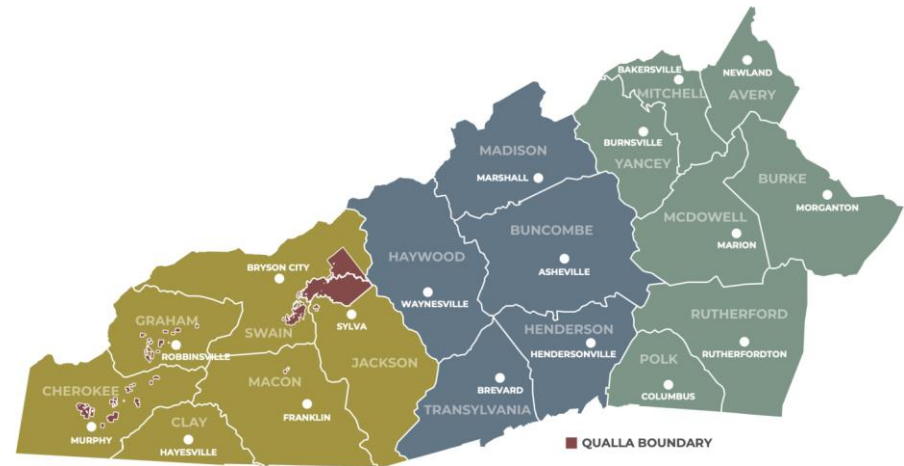 BAKERSVILLE
NEWLAND
MITCHELL
AVERY
BURNSVILLE
MADISON
YANCEY
MARSHALL
BURKE
MCDOWELL
MORGANTON
BUNCOMBE
MARION
HAYWOOD
ASHEVILLE
BRYSON CITY
WAYNESVILLE
RUTHERFORD
GRAHAM
SYLVA
SWAIN
HENDERSON
RUTHERFORDTON
ROBBINSVILLE
HENDERSONVILLE
JACKSON
POLK
MACON
BREVARD
CHEROKEE
COLUMBUS
FRANKLIN
TRANSYLVANIA
CLAY
MURPHY
HAYESVILLE
QUALLA BOUNDARY